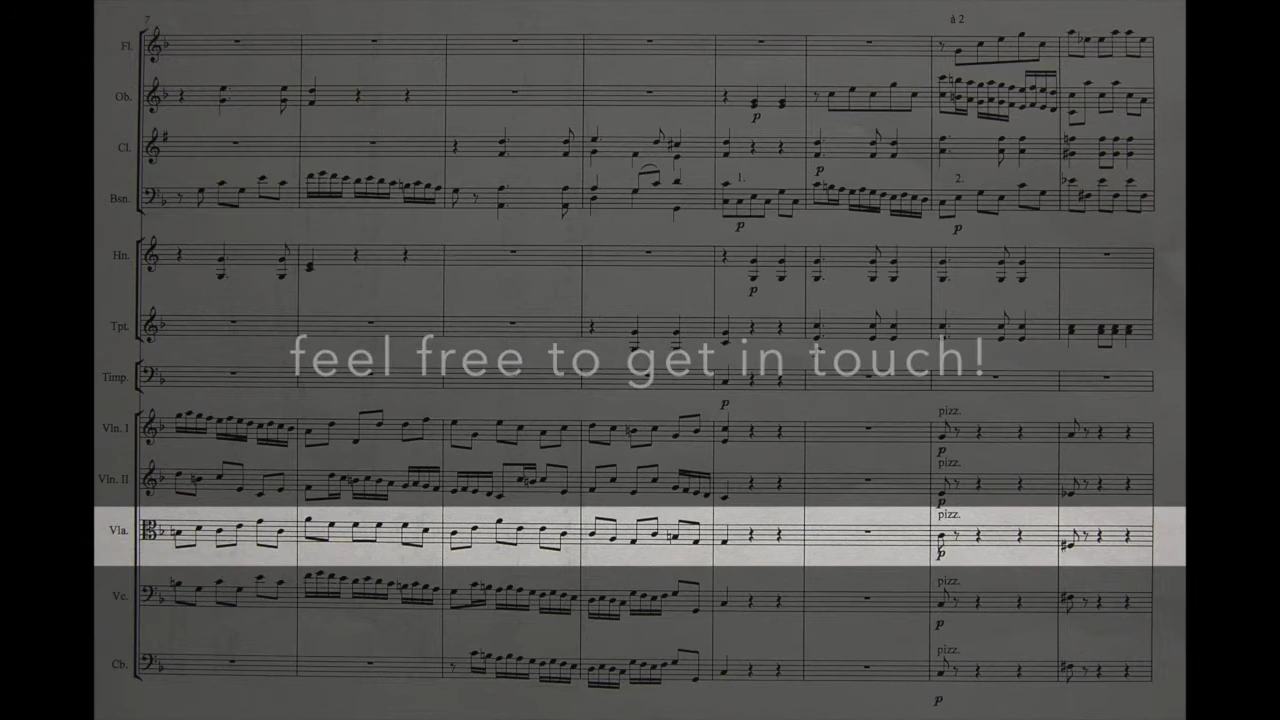 7
à 2
Fl.
Ob.
p
Cl.
p
1.
2.
Bsn.
p
p
Hn.
p
Tpt.
feel free to get in touch!
Timp.
p
pizz.
Vln. I
p
pizz.
Vln. II
p
pizz.
Vla.
p
pizz.
Vc.
p
pizz.
Cb.
p